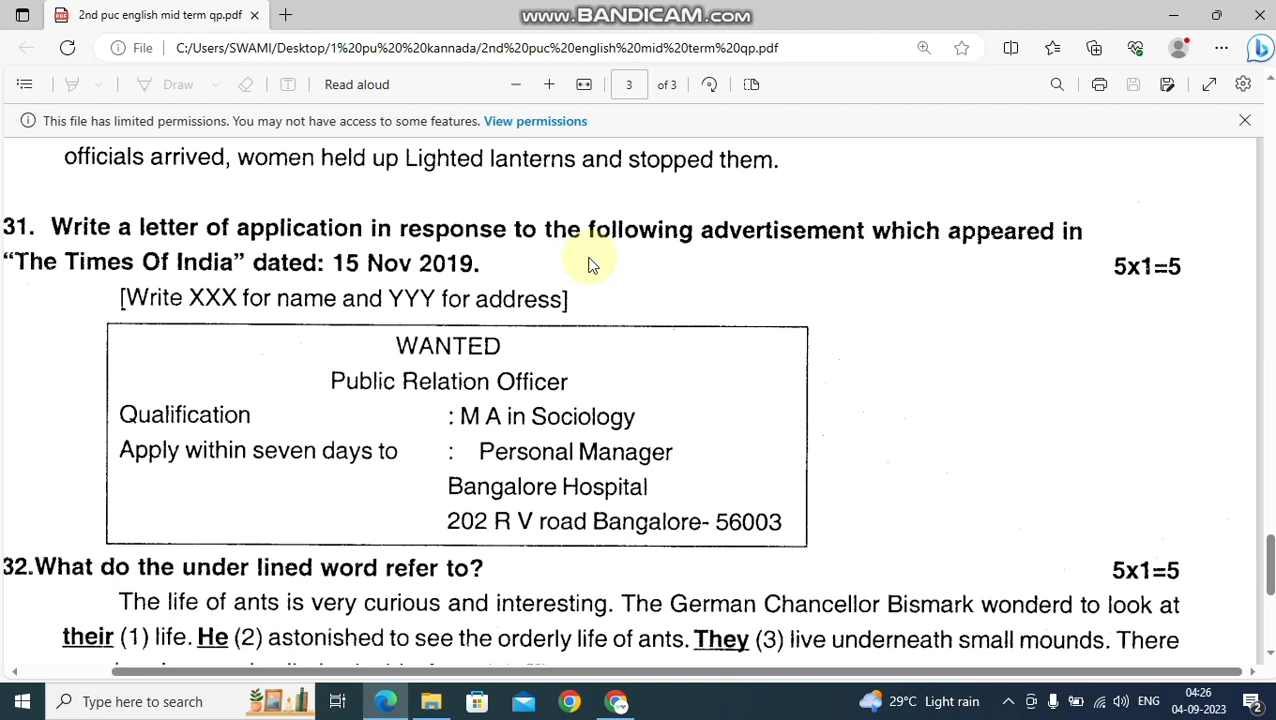 2nd puc english mid term qp.pdf
www.BANDICAM.com
File C:/Users/SWAMI/Desktop/1%20pu%20%20kannada/2nd%20puc%20english%20mid%20term%20qp.pdf
Draw Read aloud 3 of 3
This file has limited permissions. You may not have access to some features. View permissions
officials arrived, women held up Lighted lanterns and stopped them.
31. Write a letter of application in response to the following advertisement which appeared in
“The Times Of India” dated: 15 Nov 2019. 5x1=5
[Write XXX for name and YYY for address]
WANTED
Public Relation Officer
Qualification : M A in Sociology
Apply within seven days to : Personal Manager
Bangalore Hospital
202 R V road Bangalore- 56003
32.What do the under lined word refer to? 5x1=5
The life of ants is very curious and interesting. The German Chancellor Bismark wonderd to look at
their (1) life. He (2) astonished to see the orderly life of ants. They (3) live underneath small mounds. There
Type here to search 29°C Light rain ENG 04:26
04-09-2023 2